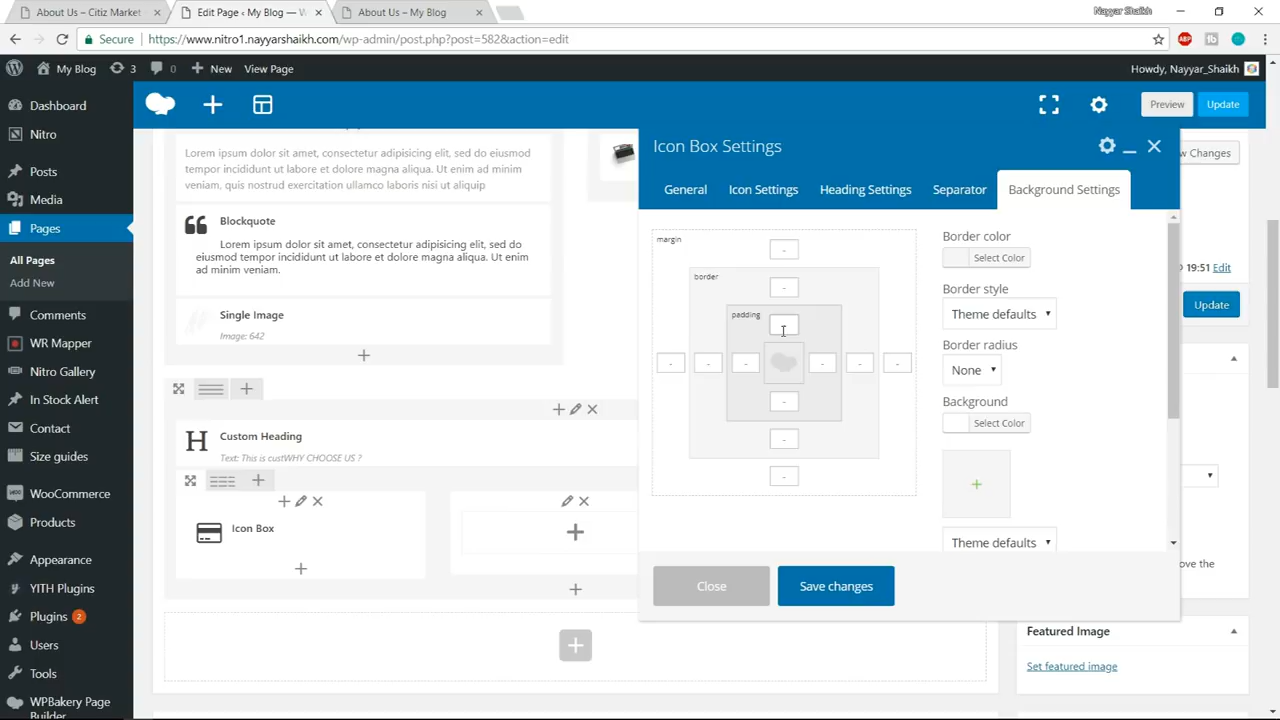 About Us – Citiz Market
Edit Page ‹ My Blog — W
About Us – My Blog
Nayyar Shaikh
Secure
https://www.nitro1.nayyarshaikh.com/wp-admin/post.php?post=582&action=edit
ABP
My Blog
3
0
New
View Page
Howdy, Nayyar_Shaikh
Dashboard
Nitro
Posts
Media
Pages
All Pages
Add New
Comments
WR Mapper
Nitro Gallery
In Stock Alert
Contact
Size guides
WooCommerce
Products
Appearance
YITH Plugins
Plugins 2
Users
Tools
WPBakery Page
Builder
Preview
Update
Lorem ipsum dolor sit amet, consectetur adipisicing elit, sed do eiusmod
tempor incididunt ut labore et dolore magna aliqua. Ut enim ad minim
veniam, quis nostrud exercitation ullamco laboris nisi ut aliquip
Blockquote
Lorem ipsum dolor sit amet, consectetur adipisicing elit, sed do
eiusmod tempor incididunt ut labore et dolore magna aliqua. Ut enim
ad minim veniam.
Single Image
Image: 642
Custom Heading
Text: This is custWHY CHOOSE US ?
Icon Box
Icon Box Settings
General
Icon Settings
Heading Settings
Separator
Background Settings
margin
border
padding
Border color
Select Color
Border style
Theme defaults
Border radius
None
Background
Select Color
Theme defaults
Close
Save changes
w Changes
19:51 Edit
Update
ove the
Featured Image
Set featured image